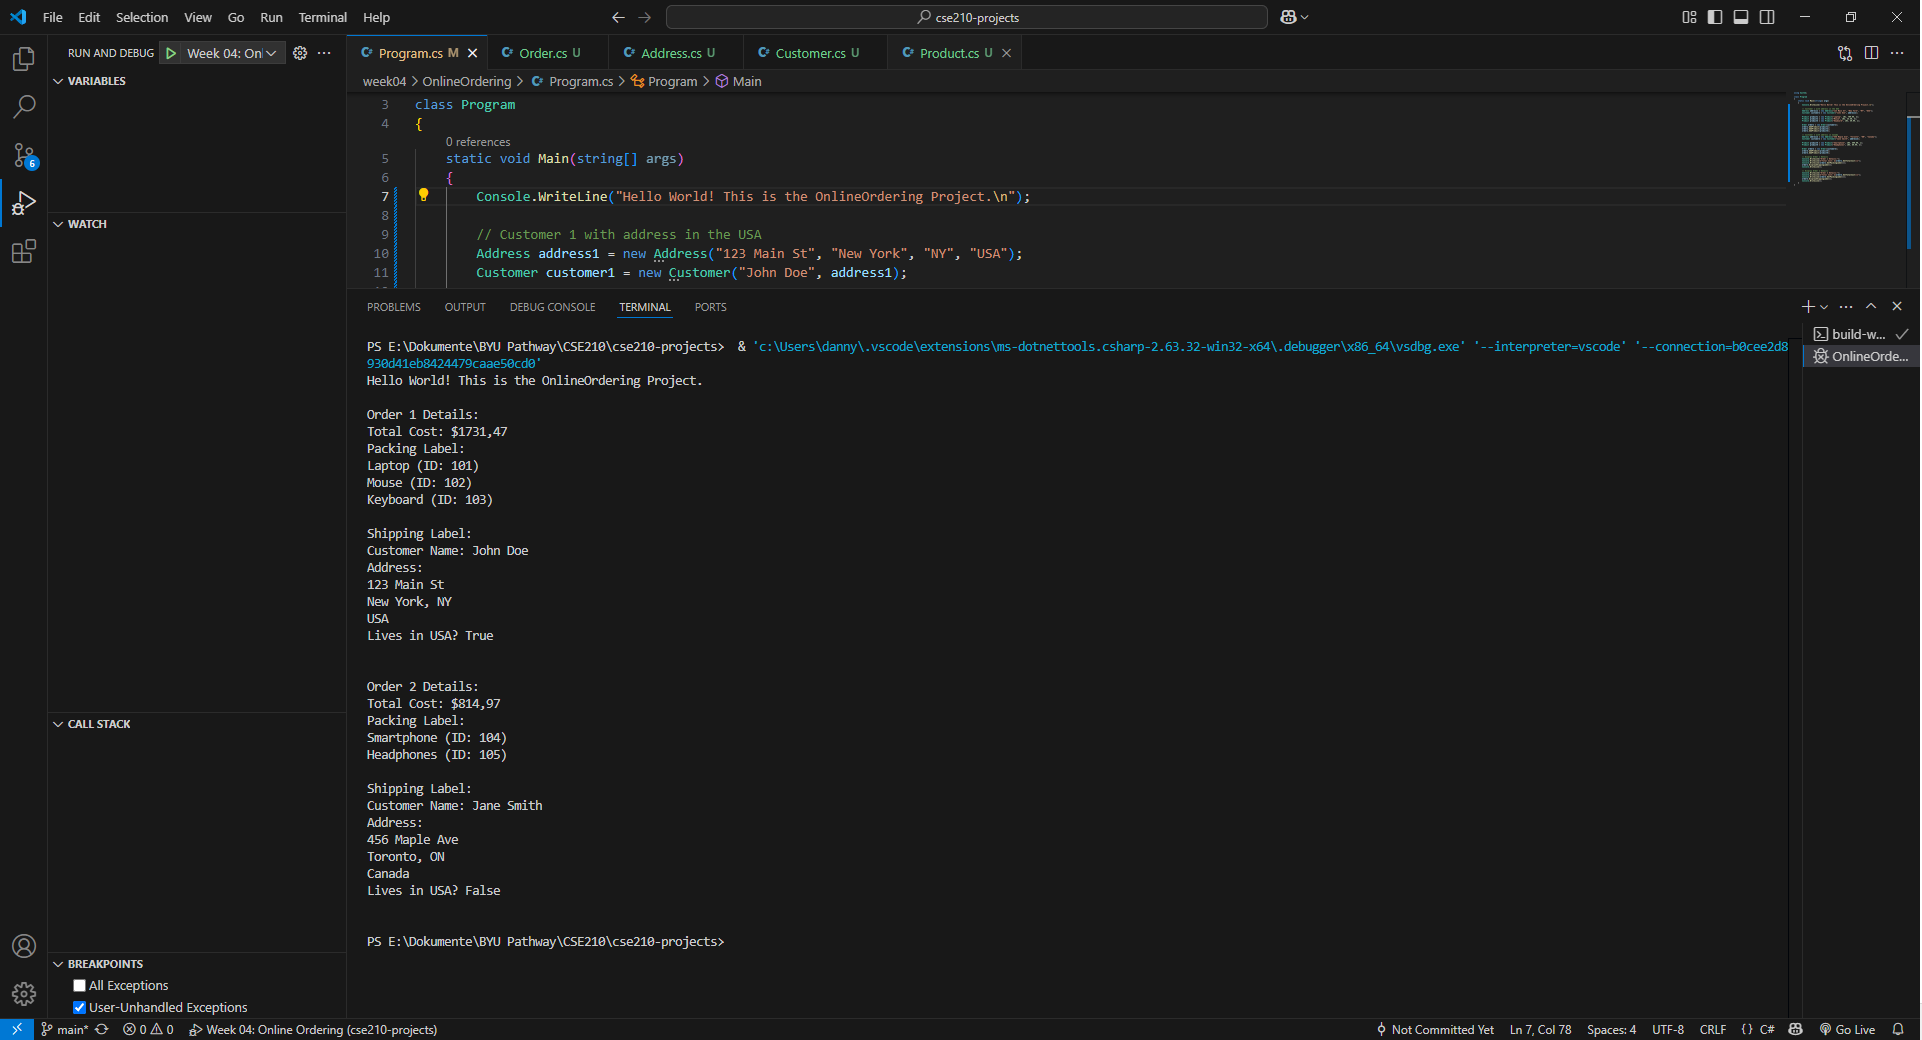 File Edit Selection View Go Run Terminal Help
cse210-projects
RUN AND DEBUG
Week 04: Onl
VARIABLES
WATCH
CALL STACK
BREAKPOINTS
All Exceptions
User-Unhandled Exceptions
6
Program.cs M
Order.cs U
Address.cs U
Customer.cs U
Product.cs U
week04 > OnlineOrdering > Program.cs > Program > Main
3 class Program
4 {
0 references
5 static void Main(string[] args)
6 {
7 Console.WriteLine("Hello World! This is the OnlineOrdering Project.\n");
8
9 // Customer 1 with address in the USA
10 Address address1 = new Address("123 Main St", "New York", "NY", "USA");
11 Customer customer1 = new Customer("John Doe", address1);
PROBLEMS OUTPUT DEBUG CONSOLE TERMINAL PORTS
build-w...
OnlineOrde...
PS E:\Dokumente\BYU Pathway\CSE210\cse210-projects>  & 'c:\Users\danny\.vscode\extensions\ms-dotnettools.csharp-2.63.32-win32-x64\.debugger\x86_64\vsdbg.exe' '--interpreter=vscode' '--connection=b0cee2d8
930d41eb8424479caae50cd0'
Hello World! This is the OnlineOrdering Project.
Order 1 Details:
Total Cost: $1731,47
Packing Label:
Laptop (ID: 101)
Mouse (ID: 102)
Keyboard (ID: 103)
Shipping Label:
Customer Name: John Doe
Address:
123 Main St
New York, NY
USA
Lives in USA? True
Order 2 Details:
Total Cost: $814,97
Packing Label:
Smartphone (ID: 104)
Headphones (ID: 105)
Shipping Label:
Customer Name: Jane Smith
Address:
456 Maple Ave
Toronto, ON
Canada
Lives in USA? False
PS E:\Dokumente\BYU Pathway\CSE210\cse210-projects>
main* 0 0 Week 04: Online Ordering (cse210-projects)
Not Committed Yet Ln 7, Col 78 Spaces: 4 UTF-8 CRLF {} C# Go Live